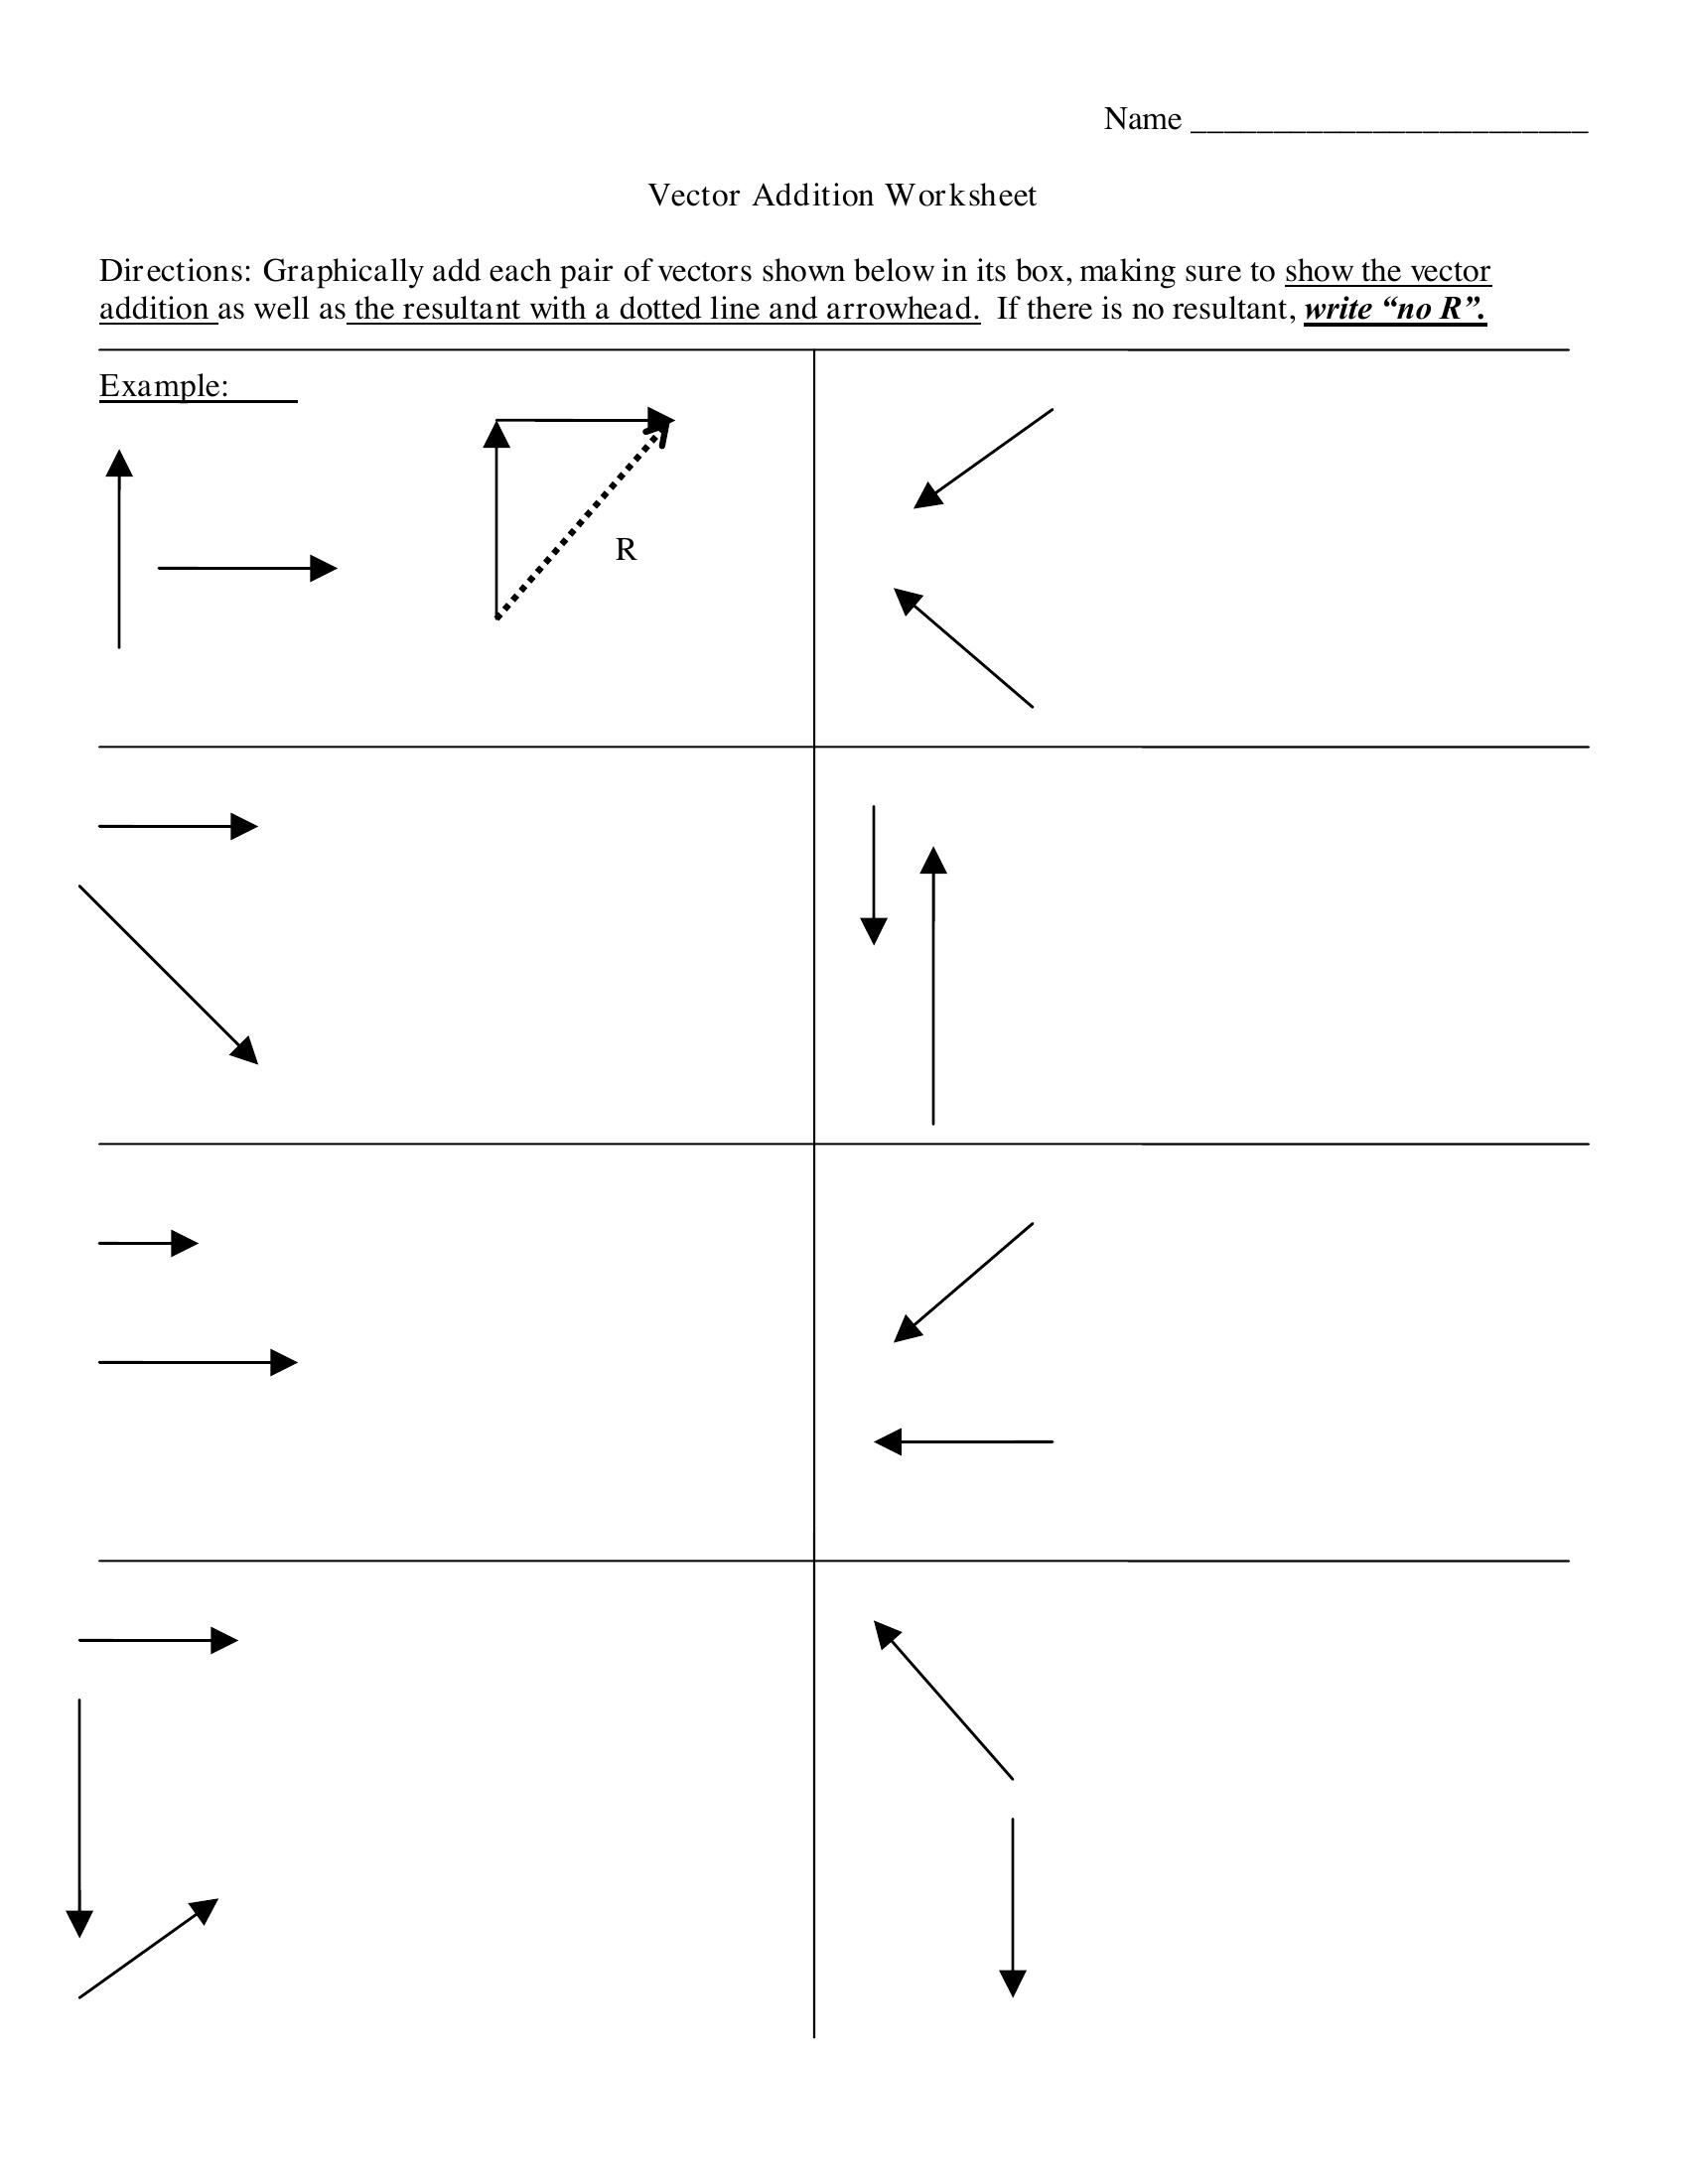 Name ________________________
Vector Addition Worksheet
Directions: Graphically add each pair of vectors shown below in its box, making sure to show the vector
addition as well as the resultant with a dotted line and arrowhead. If there is no resultant, write “no R”.
Example:
R